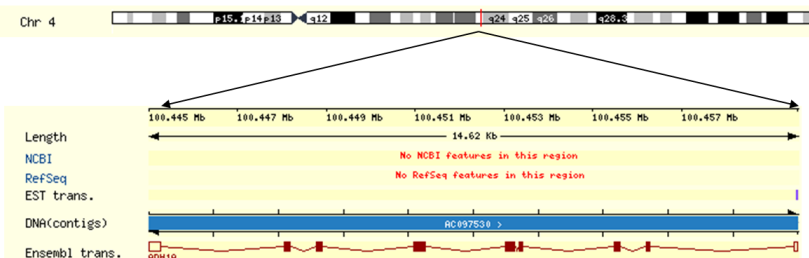 Chr 4 p15.1 p14 p13 q12 q24 q25 q26 q28.3
100.445 Mb 100.447 Mb 100.449 Mb 100.451 Mb 100.453 Mb 100.455 Mb 100.457 Mb
Length 14.62 Kb
NCBI No NCBI features in this region
RefSeq No RefSeq features in this region
EST trans.
DNA(contigs) AC097530 >
Ensembl trans.
ADH1A